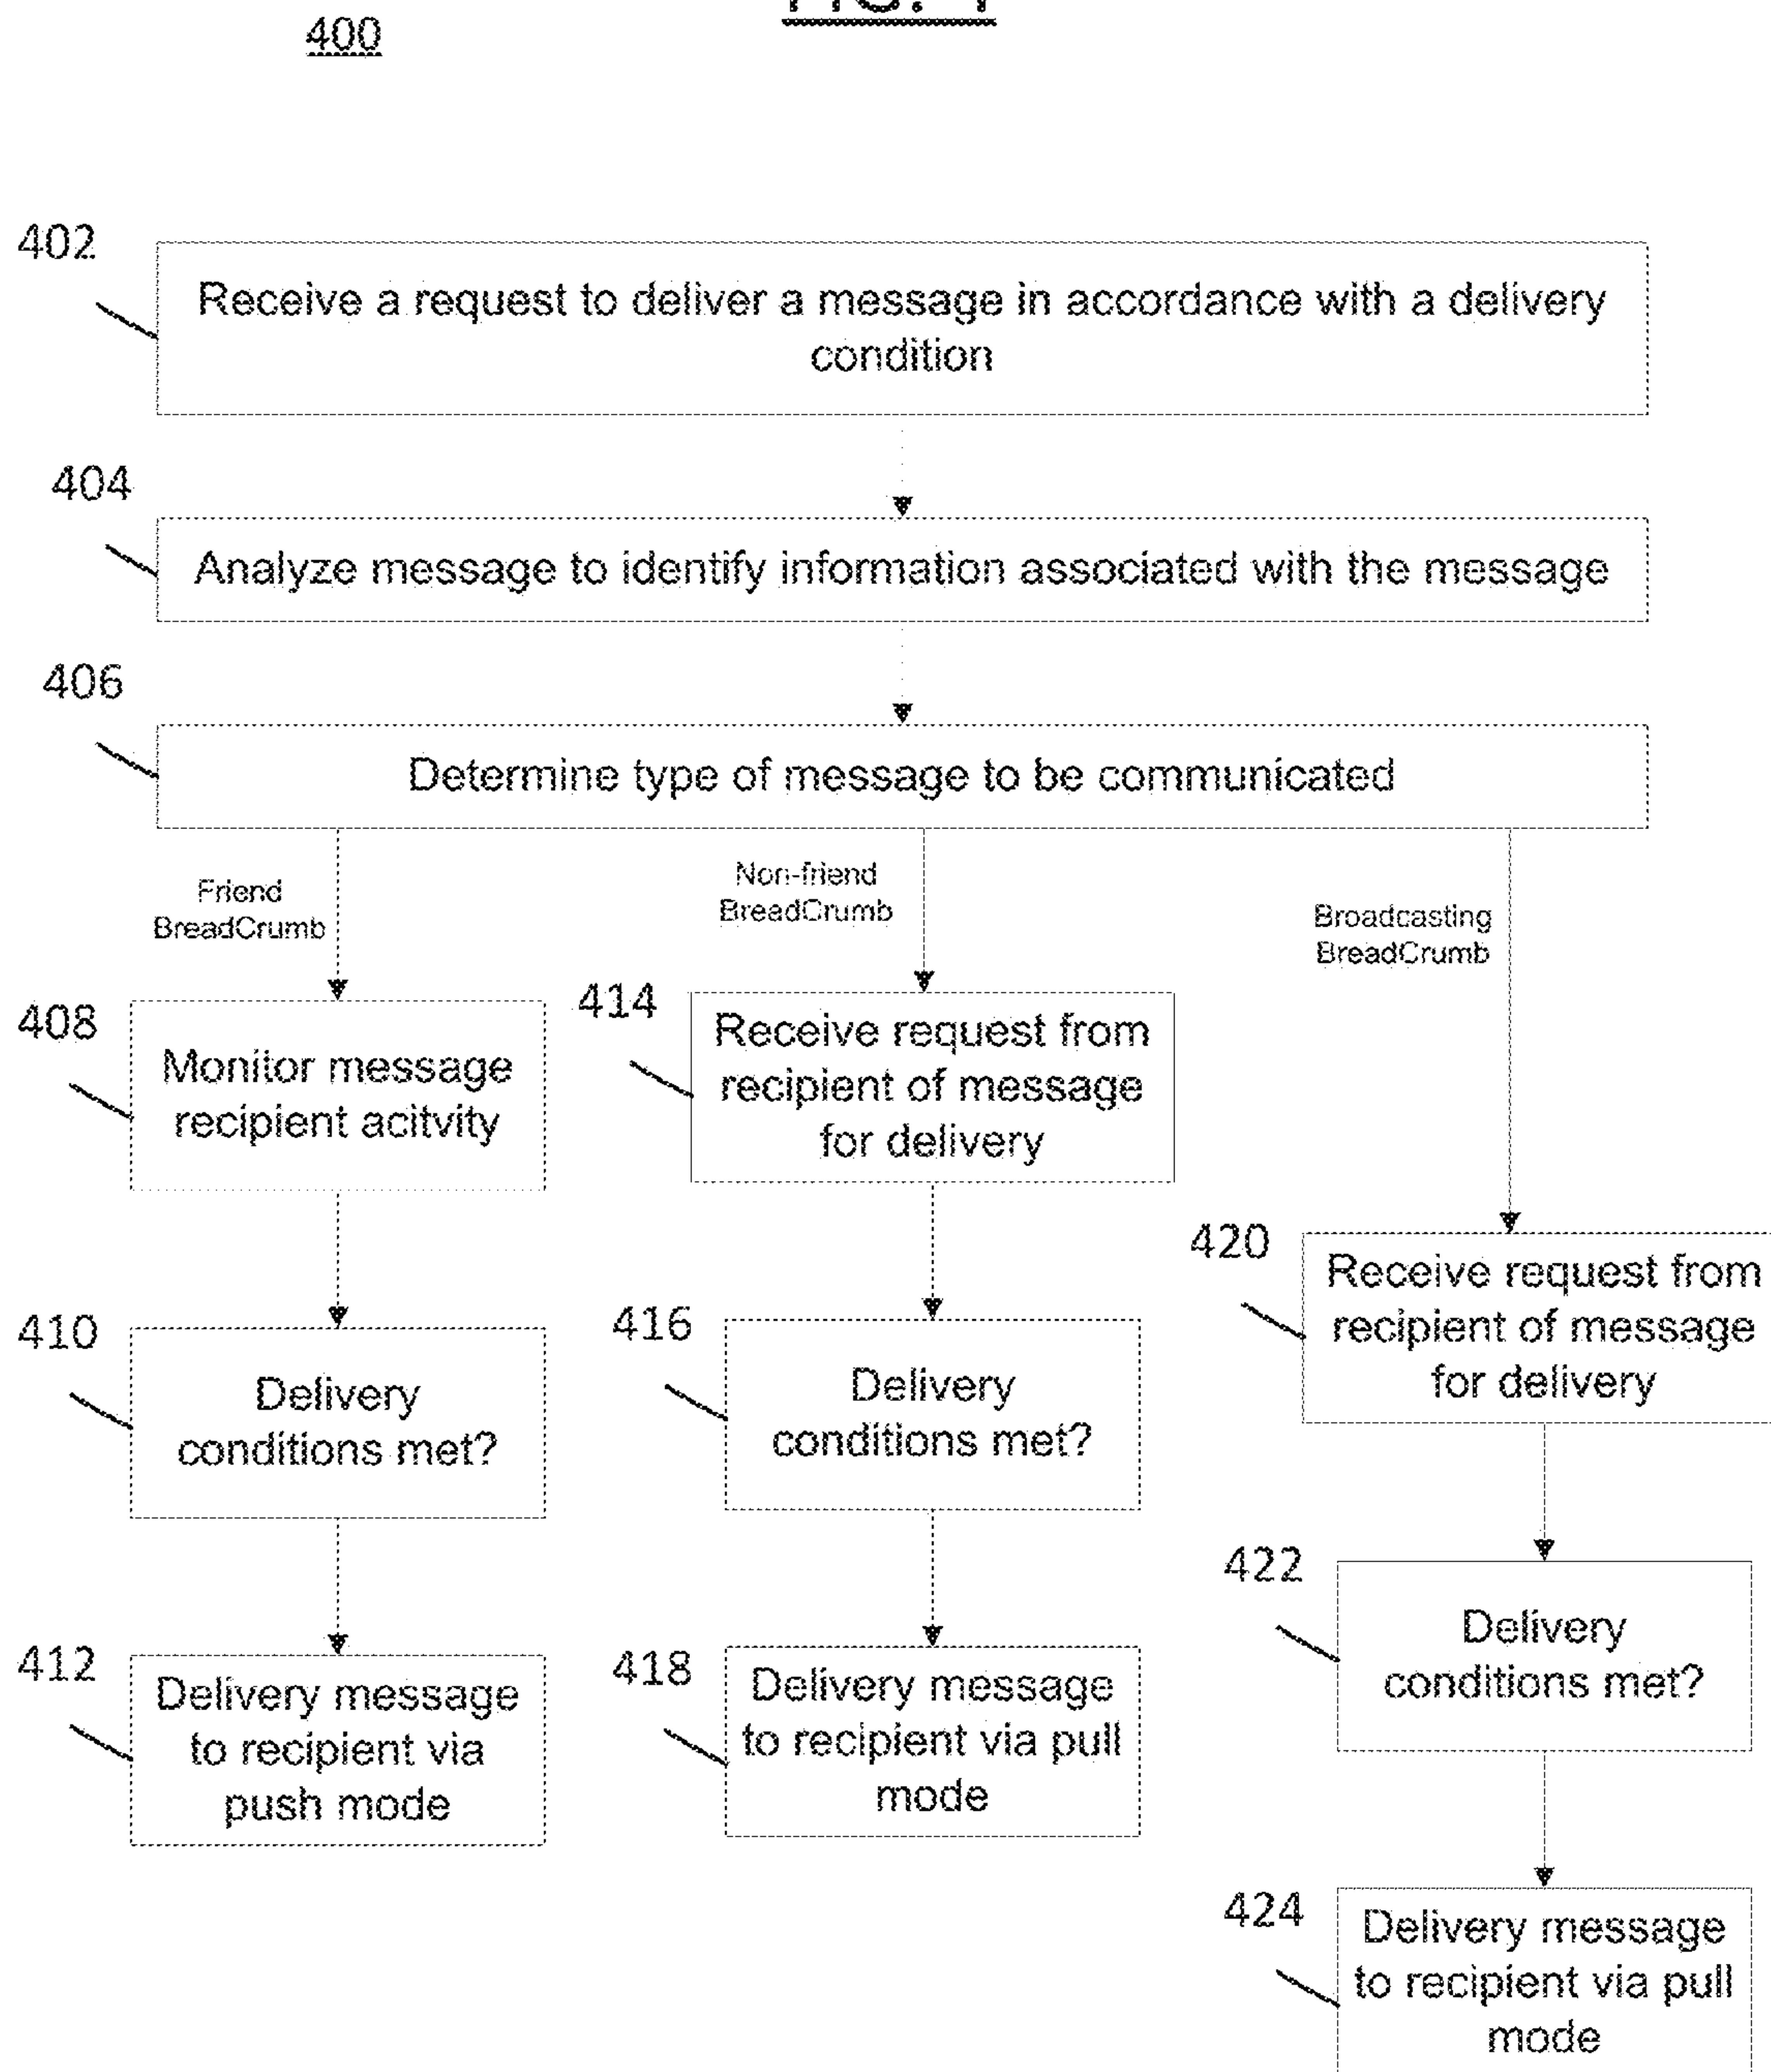 FIG. 4
400
402
Receive a request to deliver a message in accordance with a delivery
condition
404
Analyze message to identify information associated with the message
406
Determine type of message to be communicated
Friend
BreadCrumb
Non-friend
BreadCrumb
Broadcasting
BreadCrumb
408
Monitor message
recipient acitvity
414
Receive request from
recipient of message
for delivery
420
Receive request from
recipient of message
for delivery
410
Delivery
conditions met?
416
Delivery
conditions met?
422
Delivery
conditions met?
412
Delivery message
to recipient via
push mode
418
Delivery message
to recipient via pull
mode
424
Delivery message
to recipient via pull
mode